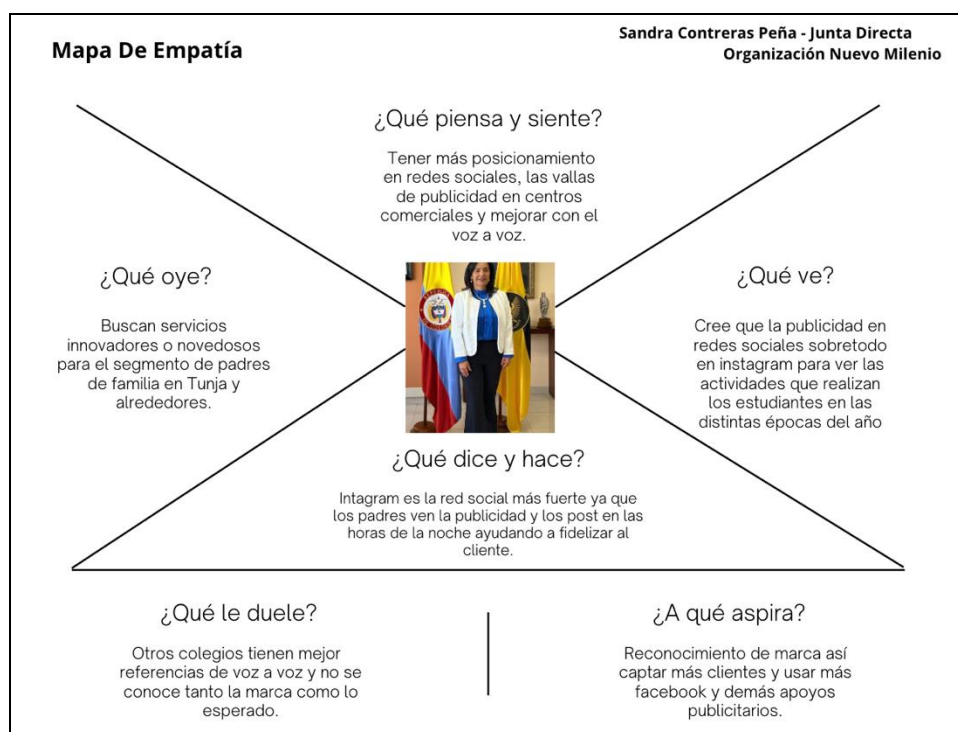 Mapa De Empatía
Sandra Contreras Peña - Junta Directa
Organización Nuevo Milenio
¿Qué piensa y siente?
Tener más posicionamiento
en redes sociales, las vallas
de publicidad en centros
comerciales y mejorar con el
voz a voz.
¿Qué oye?
Buscan servicios
innovadores o novedosos
para el segmento de padres
de familia en Tunja y
alrededores.
¿Qué ve?
Cree que la publicidad en
redes sociales sobretodo
en instagram para ver las
actividades que realizan
los estudiantes en las
distintas épocas del año
¿Qué dice y hace?
Intagram es la red social más fuerte ya que
los padres ven la publicidad y los post en las
horas de la noche ayudando a fidelizar al
cliente.
¿Qué le duele?
Otros colegios tienen mejor
referencias de voz a voz y no se
conoce tanto la marca como lo
esperado.
¿A qué aspira?
Reconocimiento de marca así
captar más clientes y usar más
facebook y demás apoyos
publicitarios.